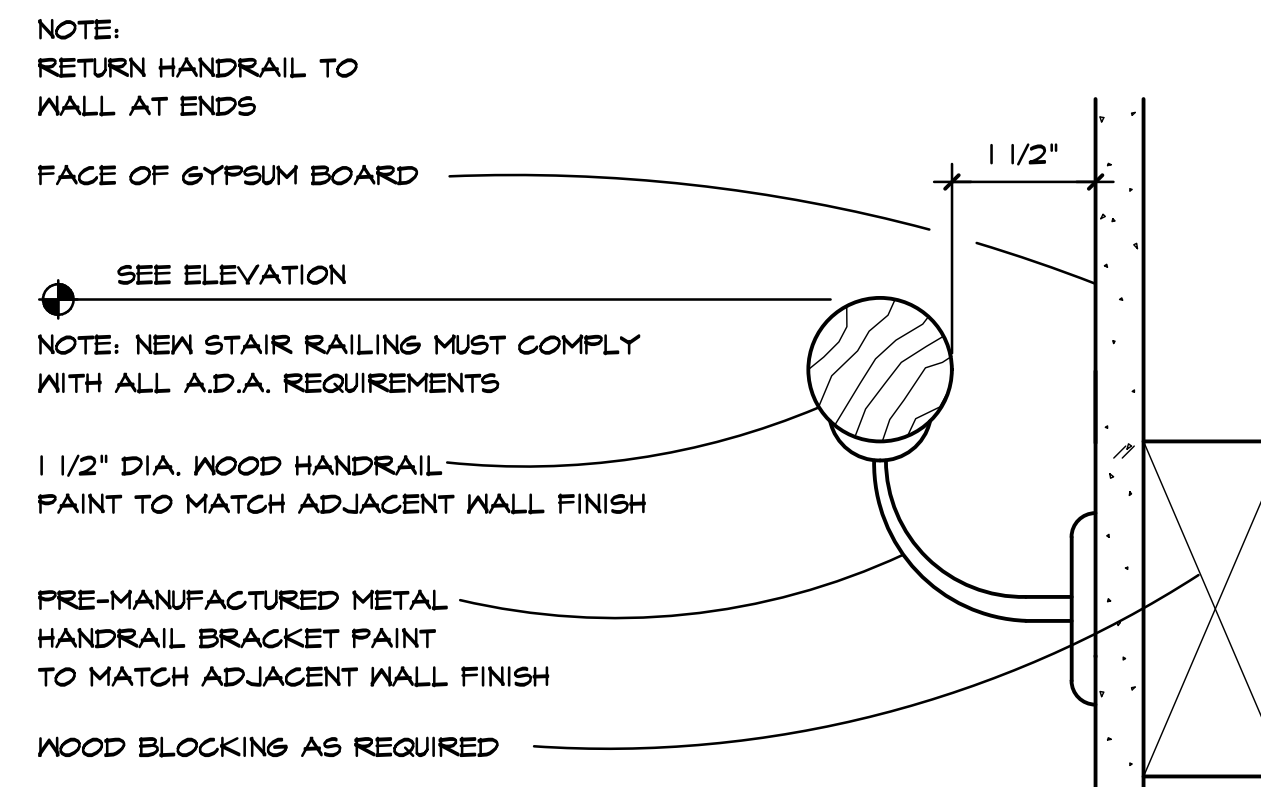 NOTE:
RETURN HANDRAIL TO
WALL AT ENDS
1 1/2"
FACE OF GYPSUM BOARD
SEE ELEVATION
NOTE: NEW STAIR RAILING MUST COMPLY
WITH ALL A.D.A. REQUIREMENTS
1 1/2" DIA. WOOD HANDRAIL
PAINT TO MATCH ADJACENT WALL FINISH
PRE-MANUFACTURED METAL
HANDRAIL BRACKET PAINT
TO MATCH ADJACENT WALL FINISH
WOOD BLOCKING AS REQUIRED